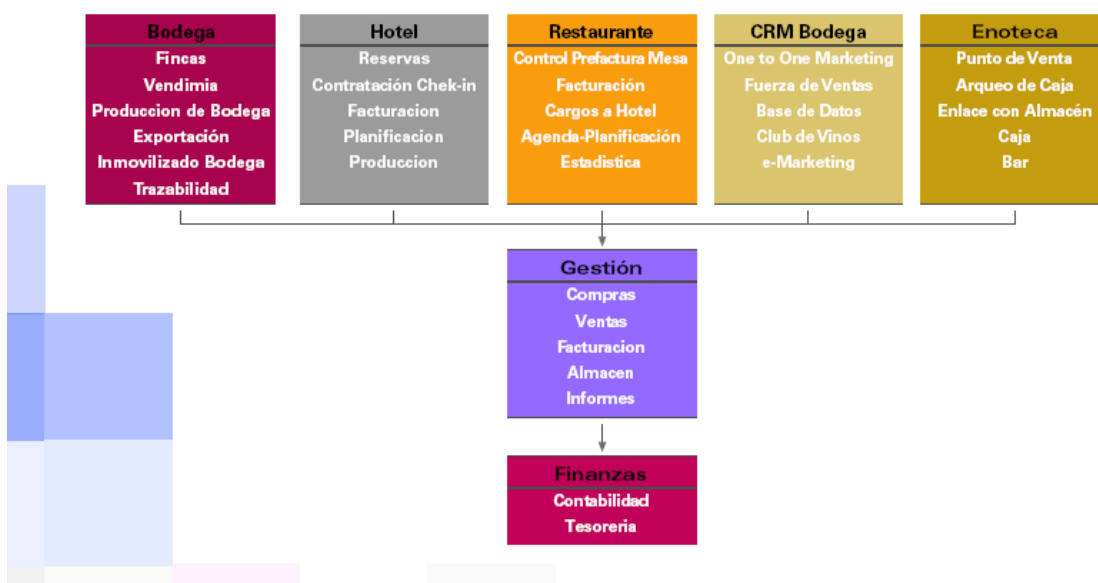 Bodega
Fincas
Vendimia
Produccion de Bodega
Exportación
Inmovilizado Bodega
Trazabilidad
Hotel
Reservas
Contratación Chek-in
Facturacion
Planificacion
Produccion
Restaurante
Control Prefactura Mesa
Facturación
Cargos a Hotel
Agenda-Planificación
Estadistica
CRM Bodega
One to One Marketing
Fuerza de Ventas
Base de Datos
Club de Vinos
e-Marketing
Enoteca
Punto de Venta
Arqueo de Caja
Enlace con Almacén
Caja
Bar
Gestión
Compras
Ventas
Facturacion
Almacen
Informes
Finanzas
Contabilidad
Tesoreria